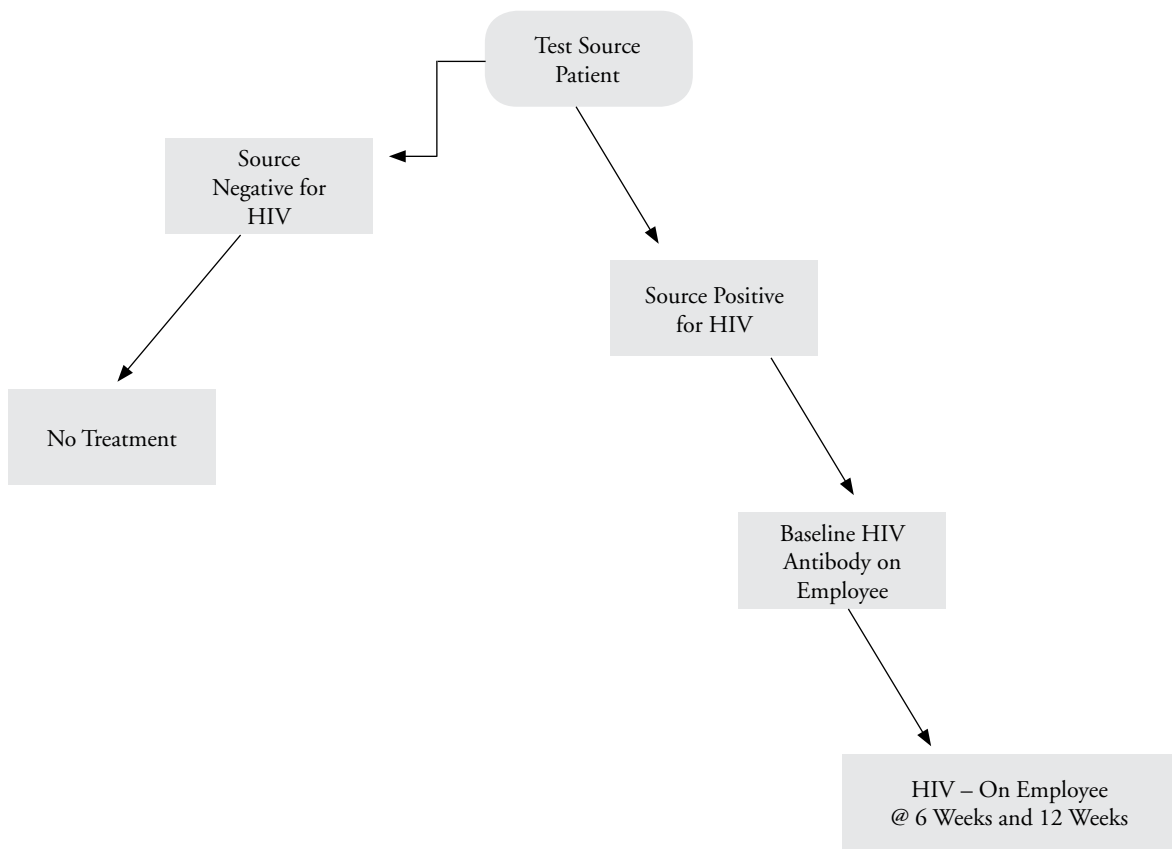 Test Source
Patient
Source
Negative for
HIV
Source Positive
for HIV
No Treatment
Baseline HIV
Antibody on
Employee
HIV – On Employee
@ 6 Weeks and 12 Weeks